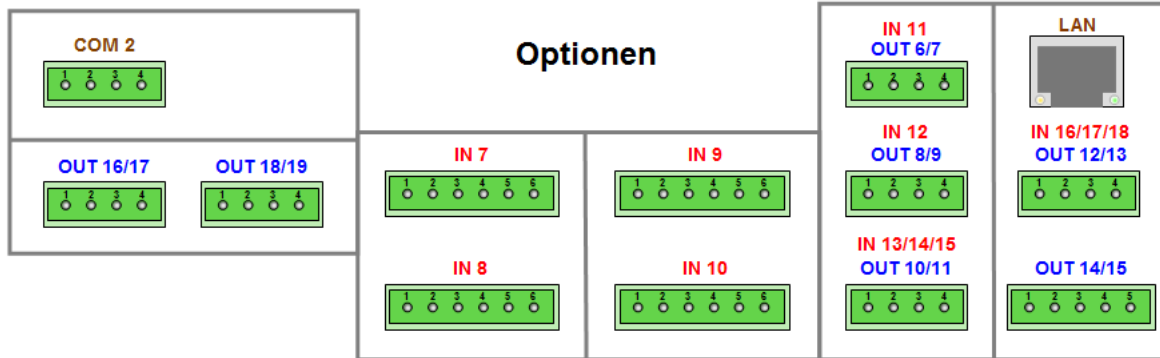 COM 2
1 2 3 4
OUT 16/17
1 2 3 4
OUT 18/19
1 2 3 4
Optionen
IN 7
1 2 3 4 5 6
IN 8
1 2 3 4 5 6
IN 9
1 2 3 4 5 6
IN 10
1 2 3 4 5 6
IN 11
OUT 6/7
1 2 3 4
IN 12
OUT 8/9
1 2 3 4
IN 13/14/15
OUT 10/11
1 2 3 4
LAN
IN 16/17/18
OUT 12/13
1 2 3 4
OUT 14/15
1 2 3 4 5